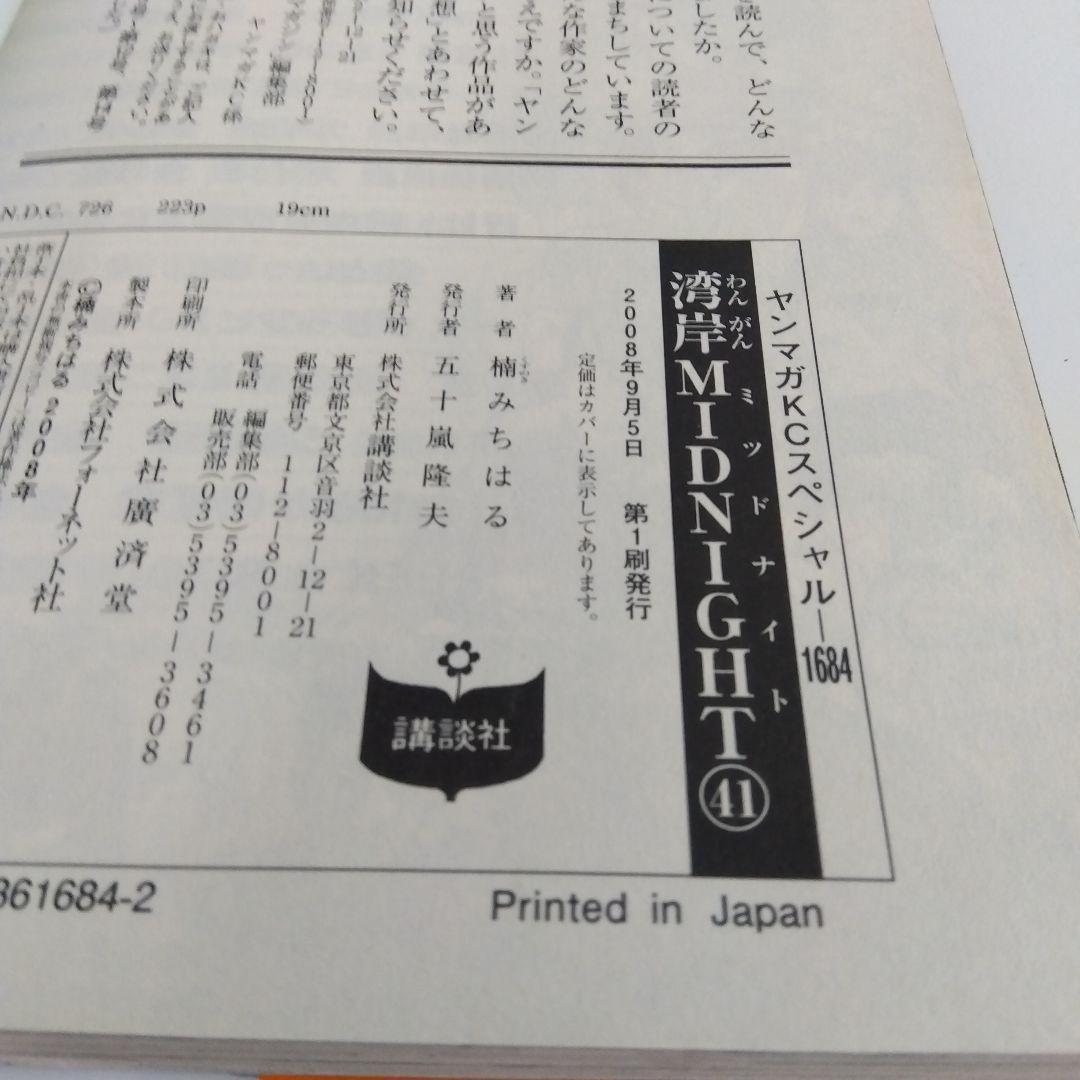 読んで、どんな
したか。
についての読者の
まちしています。
な作家のどんな
えですか。「ヤン
と思う作品があ
想」とあわせて、
知らせください。
N.D.C. 726 223p 19cm
ヤンマガKCスペシャル―1684
わん がん ミッドナイト
湾岸MIDNIGHT㊶
2008年9月5日 第1刷発行
定価はカバーに表示してあります。
くすのき
著者 楠みちはる
発行者 五十嵐隆夫
発行所 株式会社講談社
東京都文京区音羽2―12―21
郵便番号 112―8001
電話 編集部(03)5395―3461
販売部(03)5395―3608
印刷所 株式会社廣済堂
製本所 株式会社フォーネット社
©楠みちはる 2008年
講談社
361684-2
Printed in Japan